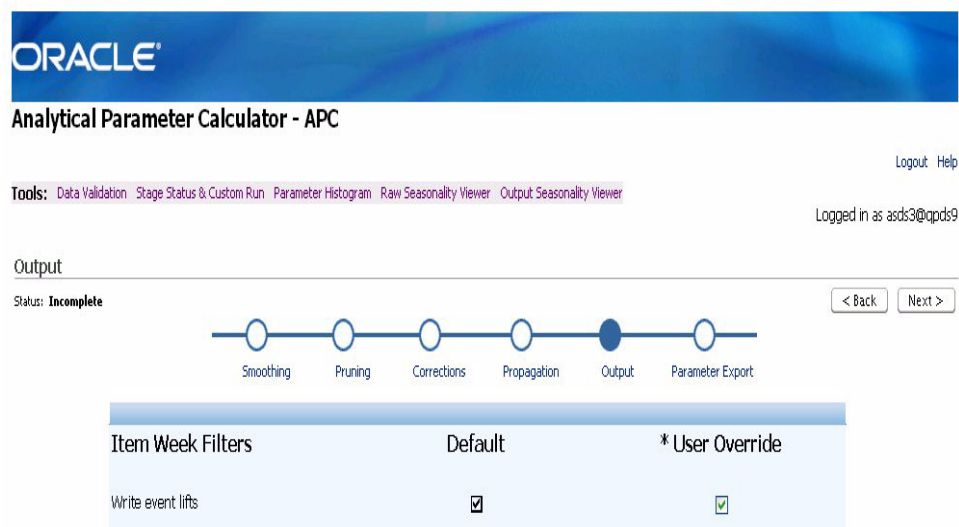 ORACLE®
Analytical Parameter Calculator - APC
Logout Help
Tools: Data Validation Stage Status & Custom Run Parameter Histogram Raw Seasonality Viewer Output Seasonality Viewer
Logged in as asds3@qpds9
Output
Status: Incomplete
< Back Next >
Smoothing Pruning Corrections Propagation Output Parameter Export
Item Week Filters Default * User Override
Write event lifts